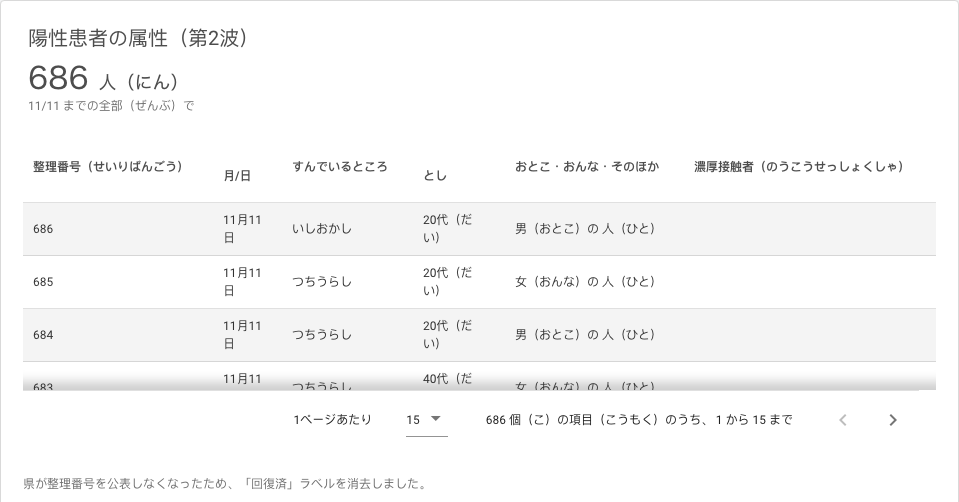 陽性患者の属性（第2波）
686 人（にん）
11/11 までの全部（ぜんぶ）で
整理番号（せいりばんごう） 月/日 すんでいるところ とし おとこ・おんな・そのほか 濃厚接触者（のうこうせっしょくしゃ）
686 11月11日 いしおかし 20代（だい） 男（おとこ）の 人（ひと）
685 11月11日 つちうらし 20代（だい） 女（おんな）の 人（ひと）
684 11月11日 つちうらし 20代（だい） 男（おとこ）の 人（ひと）
683 11月11 つちうらし 40代（だ 女（おんな）の 人（ひと）
1ページあたり 15 686 個（こ）の項目（こうもく）のうち、1 から 15 まで
県が整理番号を公表しなくなったため、「回復済」ラベルを消去しました。